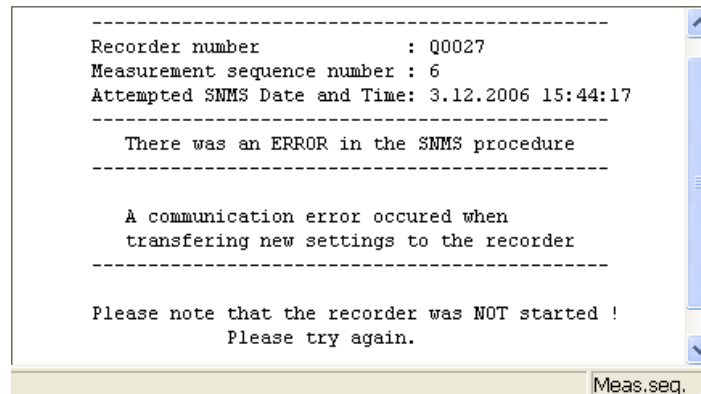 -----------------------------------------------
Recorder number             : Q0027
Measurement sequence number : 6
Attempted SNMS Date and Time: 3.12.2006 15:44:17
-----------------------------------------------
There was an ERROR in the SNMS procedure
-----------------------------------------------
A communication error occured when
transfering new settings to the recorder
-----------------------------------------------
Please note that the recorder was NOT started !
Please try again.
Meas.seq.